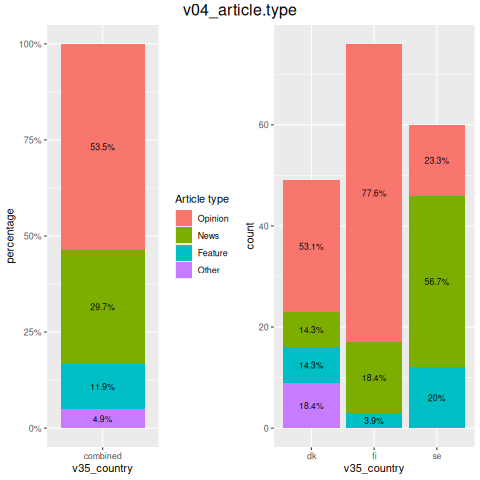 v04_article.type
percentage
100%
75%
50%
25%
0%
53.5%
29.7%
11.9%
4.9%
combined
v35_country
Article type
Opinion
News
Feature
Other
count
60
40
20
0
53.1%
14.3%
14.3%
18.4%
77.6%
18.4%
3.9%
23.3%
56.7%
20%
dk fi se
v35_country